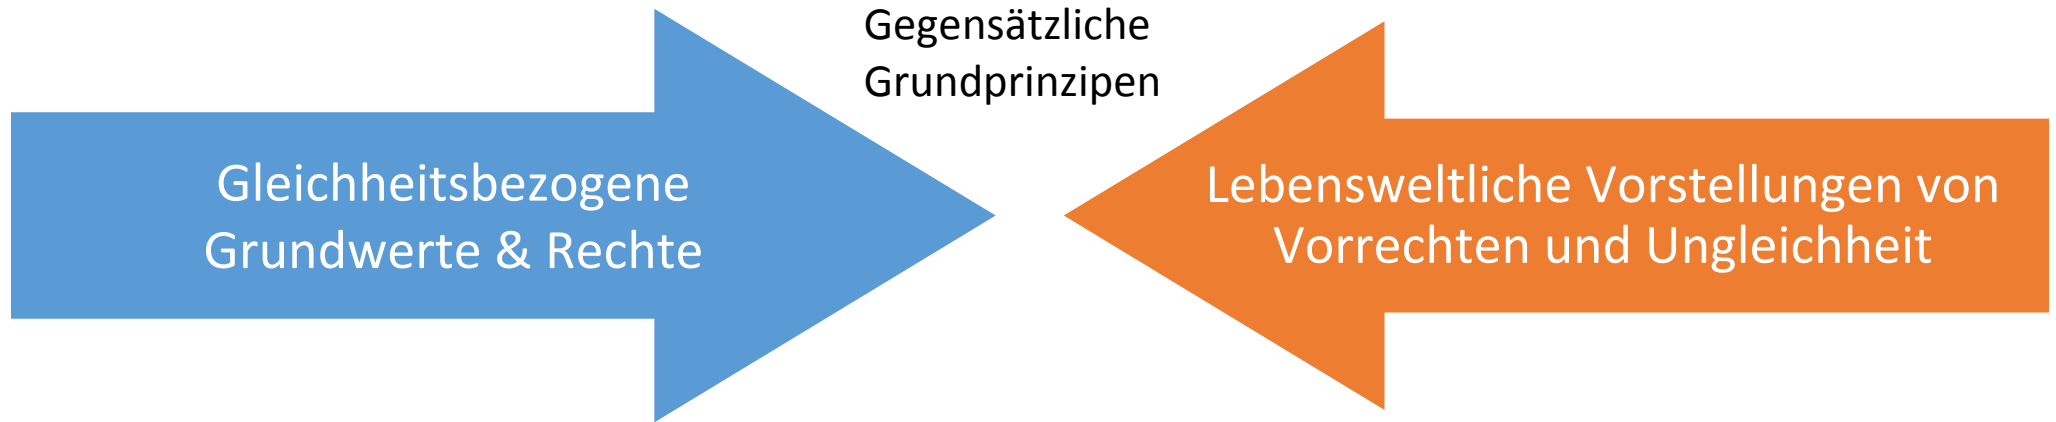 Gegensätzliche
Grundprinzipen
Gleichheitsbezogene
Grundwerte & Rechte
Lebensweltliche Vorstellungen von
Vorrechten und Ungleichheit